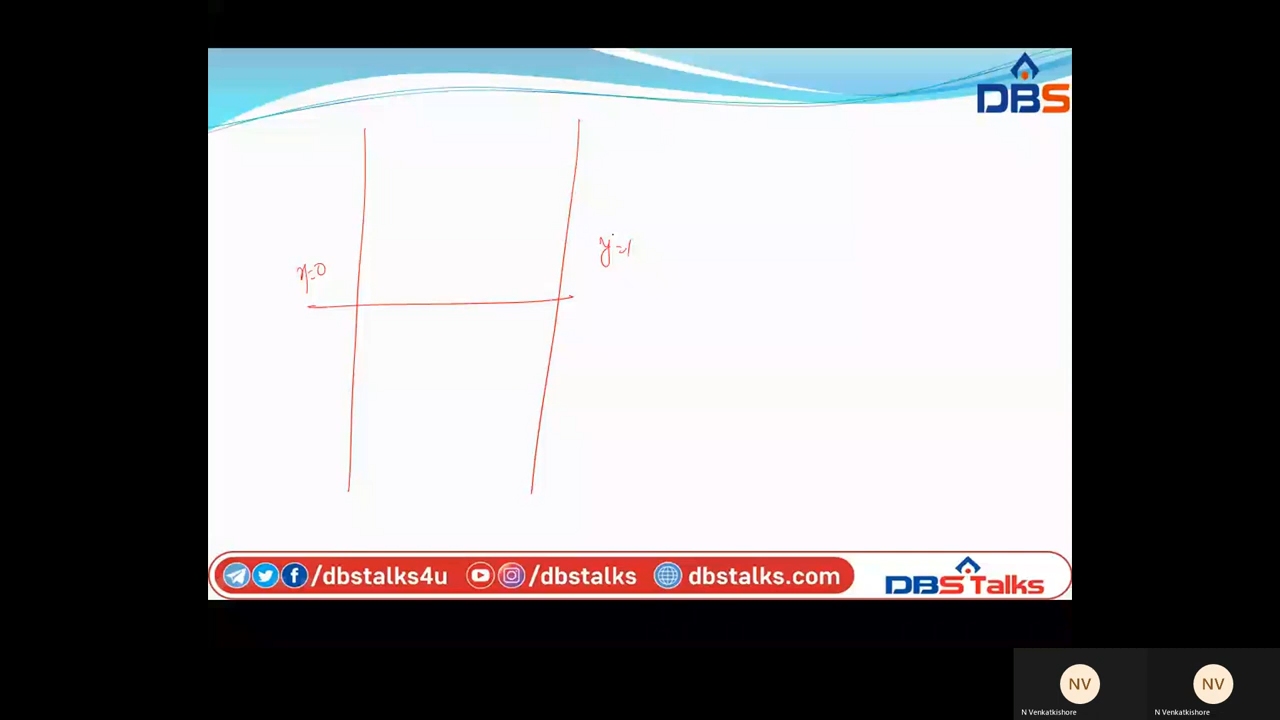 DBS
y=1
x=0
/dbstalks4u /dbstalks dbstalks.com DBS Talks
NV NV
N Venkatkishore N Venkatkishore